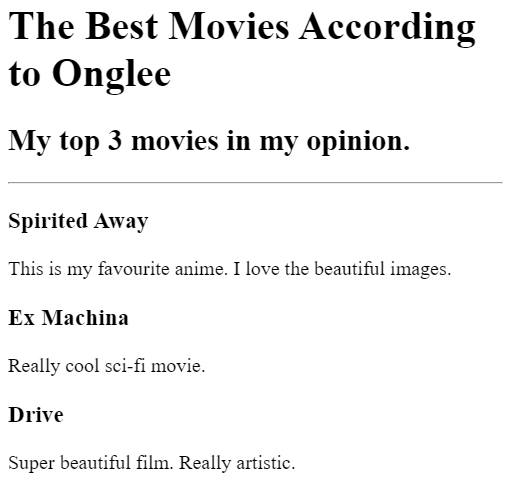 The Best Movies According
to Onglee
My top 3 movies in my opinion.
Spirited Away
This is my favourite anime. I love the beautiful images.
Ex Machina
Really cool sci-fi movie.
Drive
Super beautiful film. Really artistic.